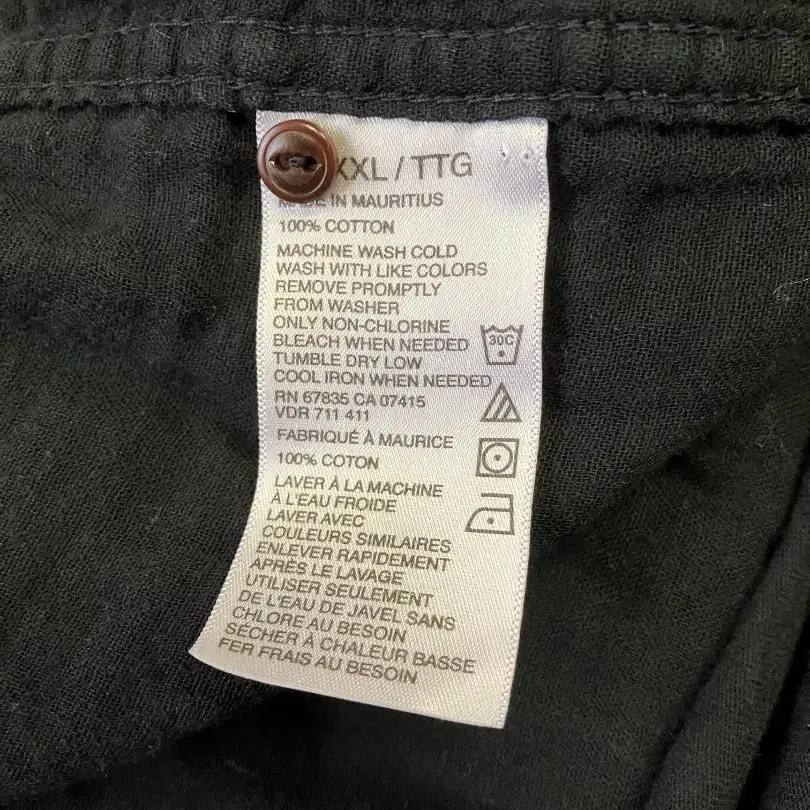 XXL / TTG
IN MAURITIUS
100% COTTON
MACHINE WASH COLD
WASH WITH LIKE COLORS
REMOVE PROMPTLY
FROM WASHER
ONLY NON-CHLORINE
BLEACH WHEN NEEDED
TUMBLE DRY LOW
COOL IRON WHEN NEEDED
RN 67835 CA 07415
VDR 711 411
FABRIQUÉ À MAURICE
100% COTON
LAVER À LA MACHINE
À L'EAU FROIDE
LAVER AVEC
COULEURS SIMILAIRES
ENLEVER RAPIDEMENT
APRÈS LE LAVAGE
UTILISER SEULEMENT
DE L'EAU DE JAVEL SANS
CHLORE AU BESOIN
SÉCHER À CHALEUR BASSE
FER FRAIS AU BESOIN
30C